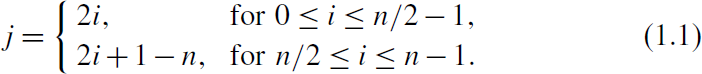 j = { 2i, for 0 ≤ i ≤ n/2 − 1,
2i + 1 − n, for n/2 ≤ i ≤ n − 1. (1.1)